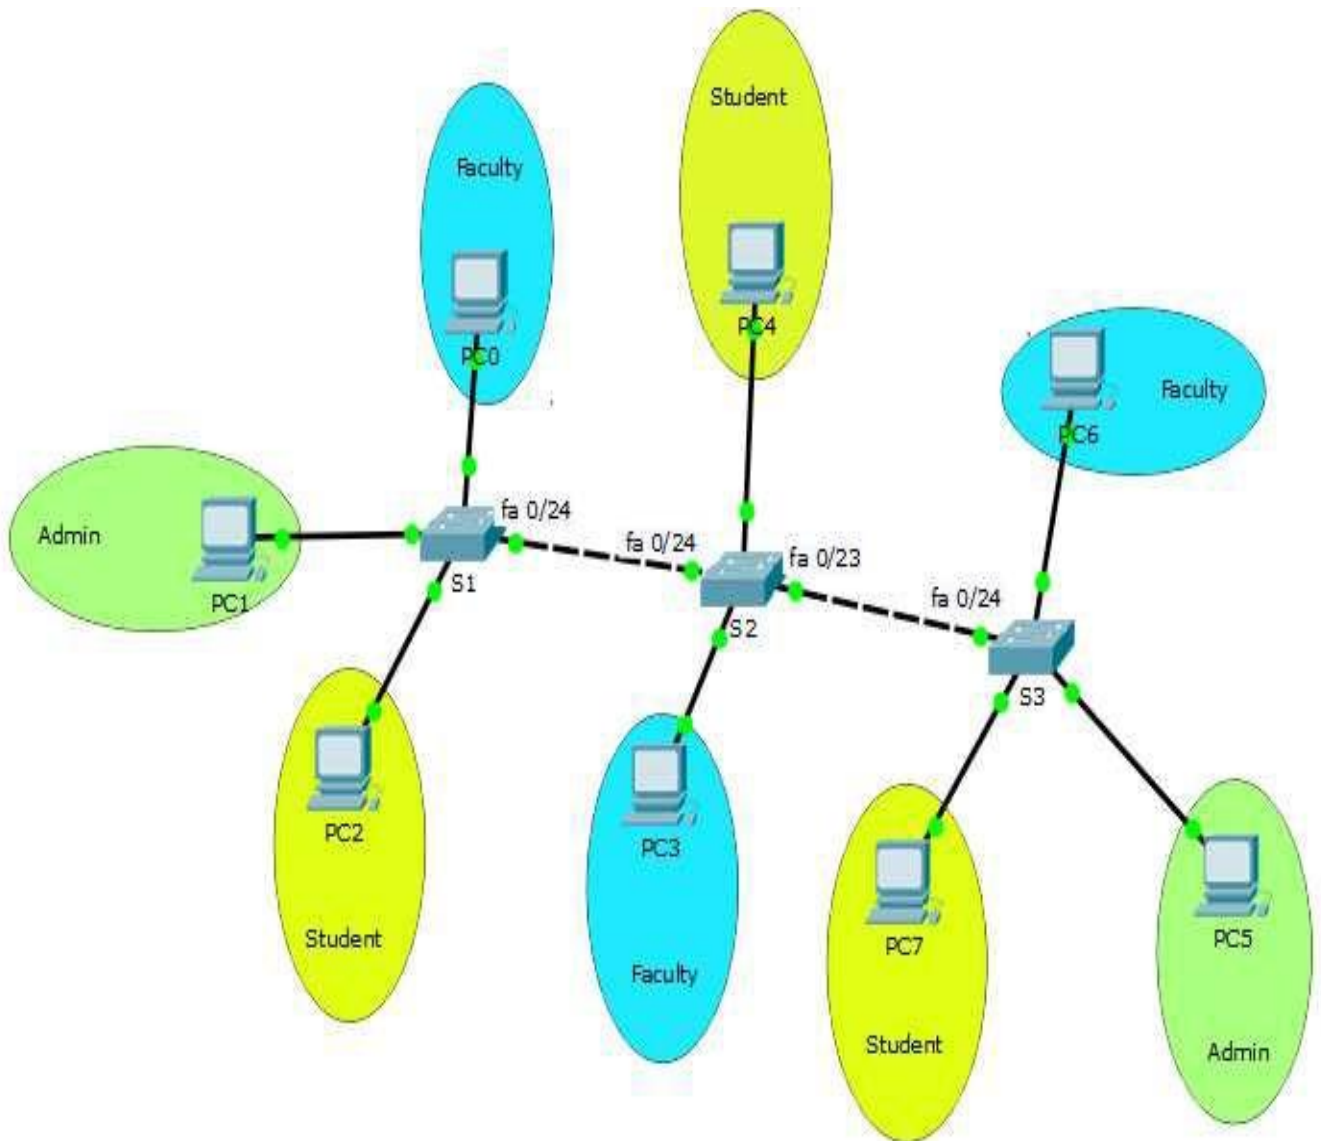 Student
Faculty
PC4
PC0
PC6
Faculty
Admin
PC1
fa 0/24
S1
fa 0/24
fa 0/23
S2
fa 0/24
S3
PC2
Student
PC3
Faculty
PC7
Student
PC5
Admin